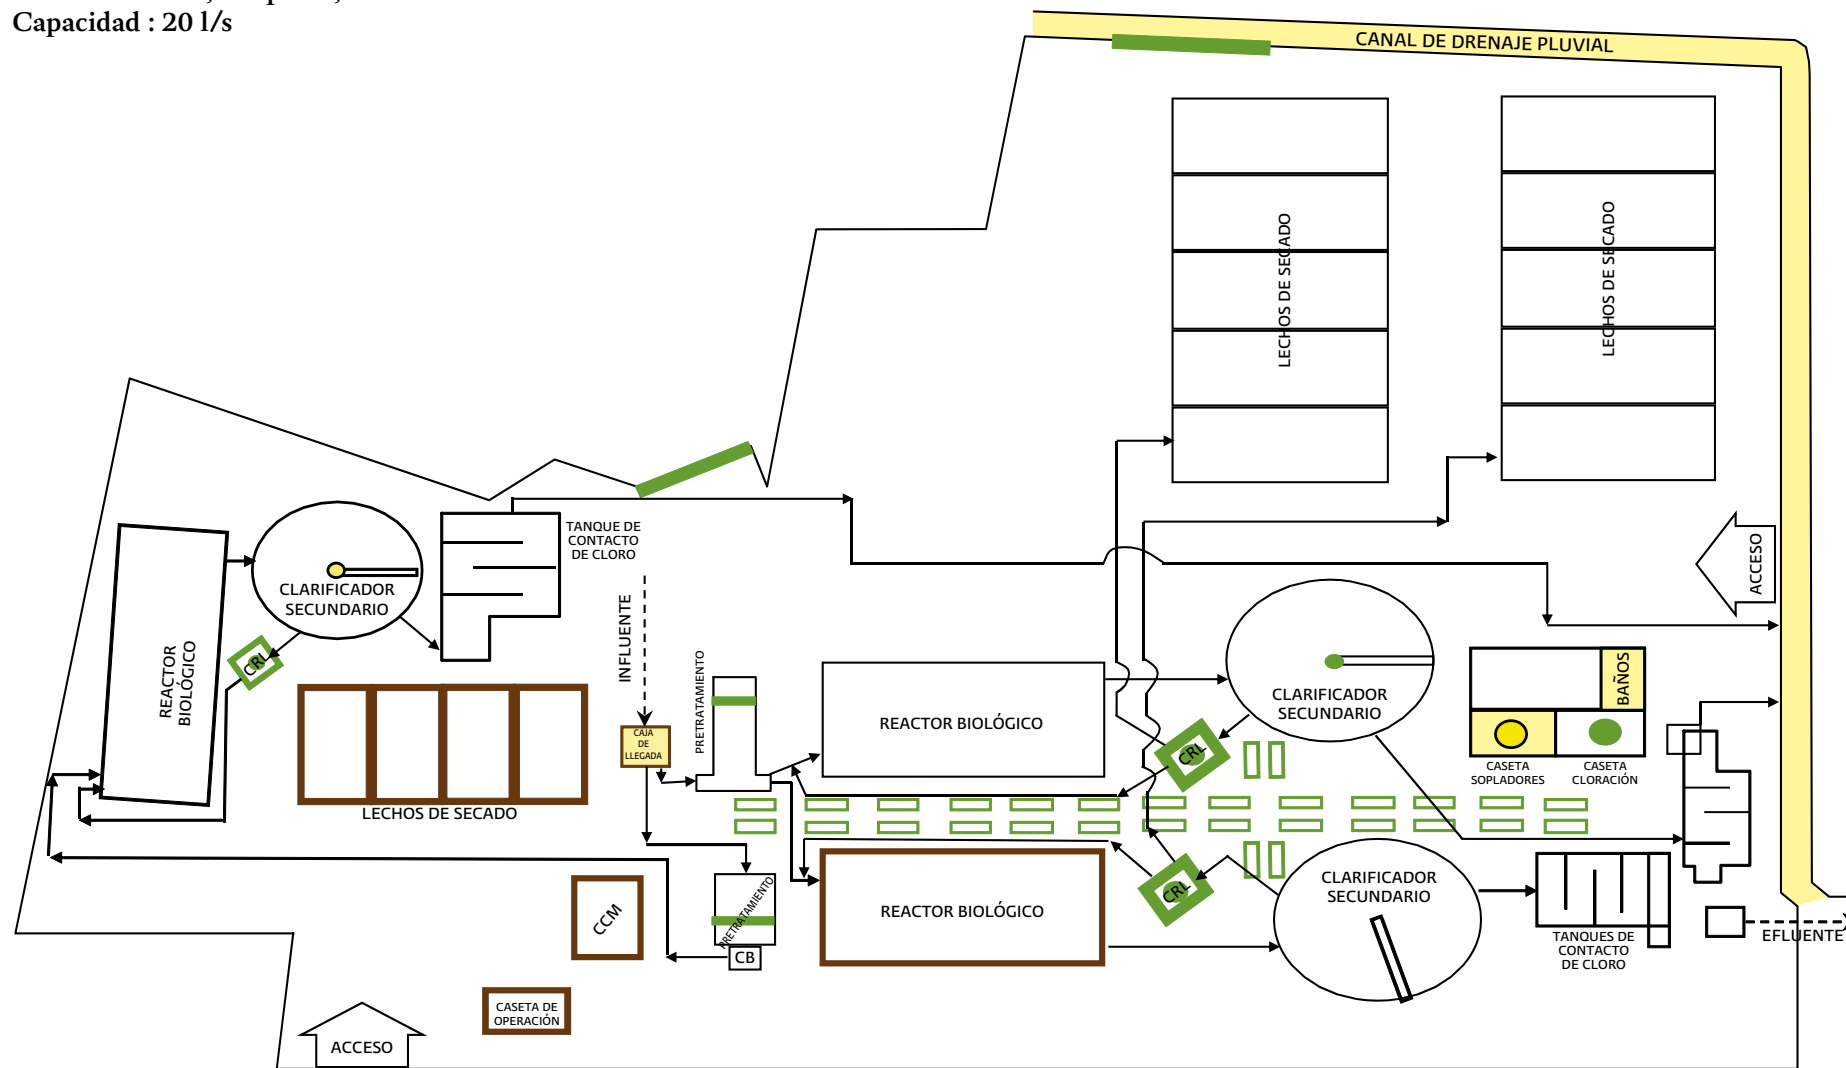 Capacidad : 20 l/s
CANAL DE DRENAJE PLUVIAL
LECHOS DE SECADO
LECHOS DE SECADO
ACCESO
TANQUE DE
CONTACTO
DE CLORO
CLARIFICADOR
SECUNDARIO
REACTOR
BIOLÓGICO
CRL
LECHOS DE SECADO
INFLUENTE
CAJA
DE
LLEGADA
PRETRATAMIENTO
REACTOR BIOLÓGICO
CLARIFICADOR
SECUNDARIO
CRL
BAÑOS
CASETA
SOPLADORES
CASETA
CLORACIÓN
PRETRATAMIENTO
CB
CCM
REACTOR BIOLÓGICO
CRL
CLARIFICADOR
SECUNDARIO
TANQUES DE
CONTACTO
DE CLORO
EFLUENTE
CASETA DE
OPERACIÓN
ACCESO